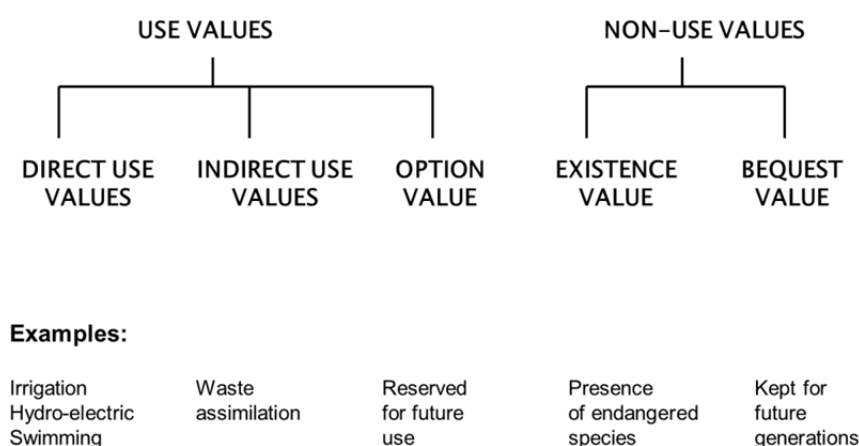 USE VALUES
NON-USE VALUES
DIRECT USE
VALUES
INDIRECT USE
VALUES
OPTION
VALUE
EXISTENCE
VALUE
BEQUEST
VALUE
Examples:
Irrigation
Hydro-electric
Swimming
Waste
assimilation
Reserved
for future
use
Presence
of endangered
species
Kept for
future
generations